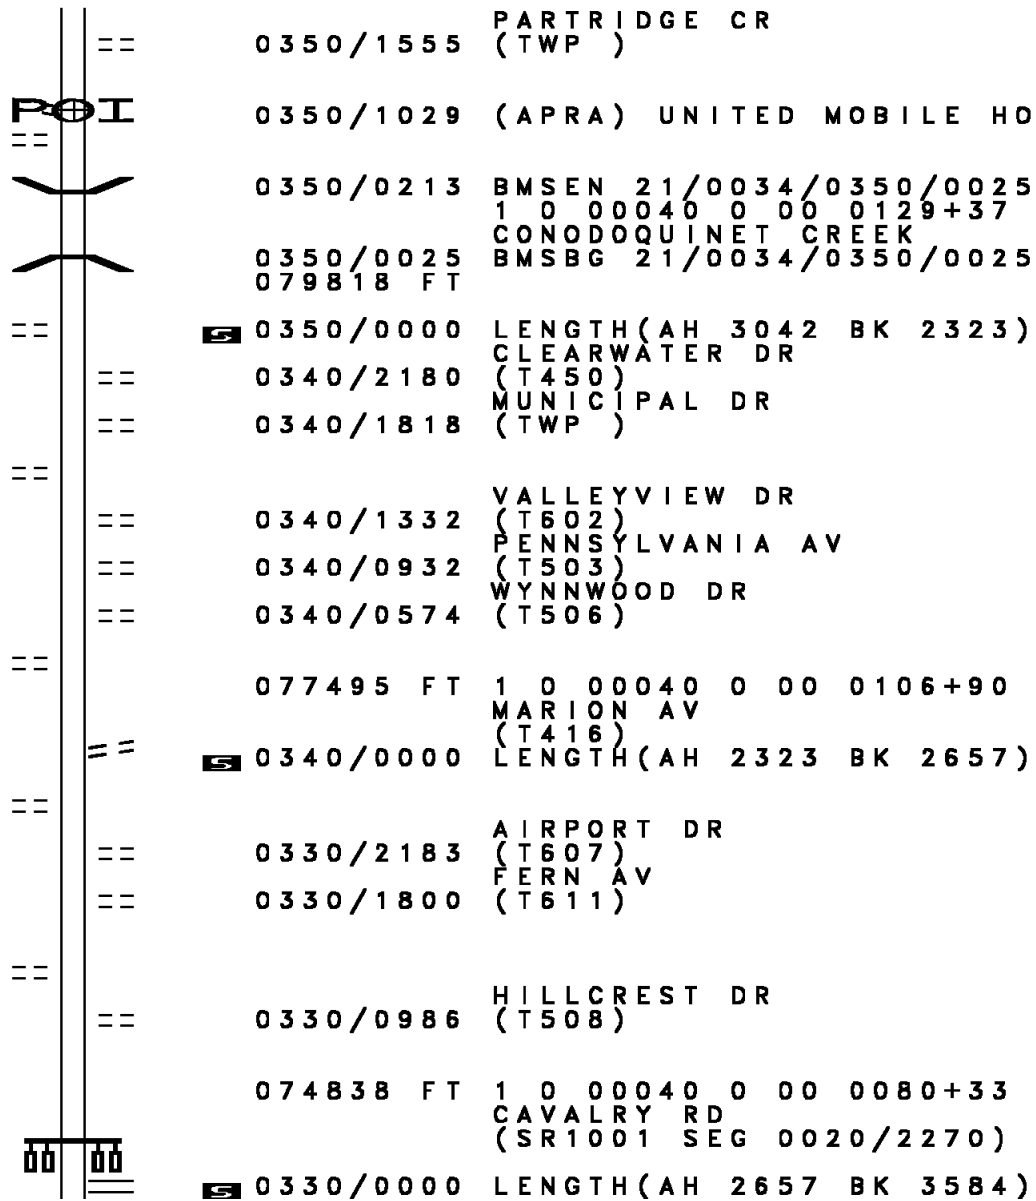 PARTRIDGE CR
0350/1555 (TWP )
POI 0350/1029 (APRA) UNITED MOBILE HO
0350/0213 BMSEN 21/0034/0350/0025
1 0 00040 0 00 0129+37
CONODOQUINET CREEK
0350/0025 BMSBG 21/0034/0350/0025
079818 FT
S 0350/0000 LENGTH(AH 3042 BK 2323)
CLEARWATER DR
0340/2180 (T450)
MUNICIPAL DR
0340/1818 (TWP )
VALLEYVIEW DR
0340/1332 (T602)
PENNSYLVANIA AV
0340/0932 (T503)
WYNNWOOD DR
0340/0574 (T506)
077495 FT 1 0 00040 0 00 0106+90
MARION AV
(T416)
S 0340/0000 LENGTH(AH 2323 BK 2657)
AIRPORT DR
0330/2183 (T607)
FERN AV
0330/1800 (T611)
HILLCREST DR
0330/0986 (T508)
074838 FT 1 0 00040 0 00 0080+33
CAVALRY RD
(SR1001 SEG 0020/2270)
S 0330/0000 LENGTH(AH 2657 BK 3584)